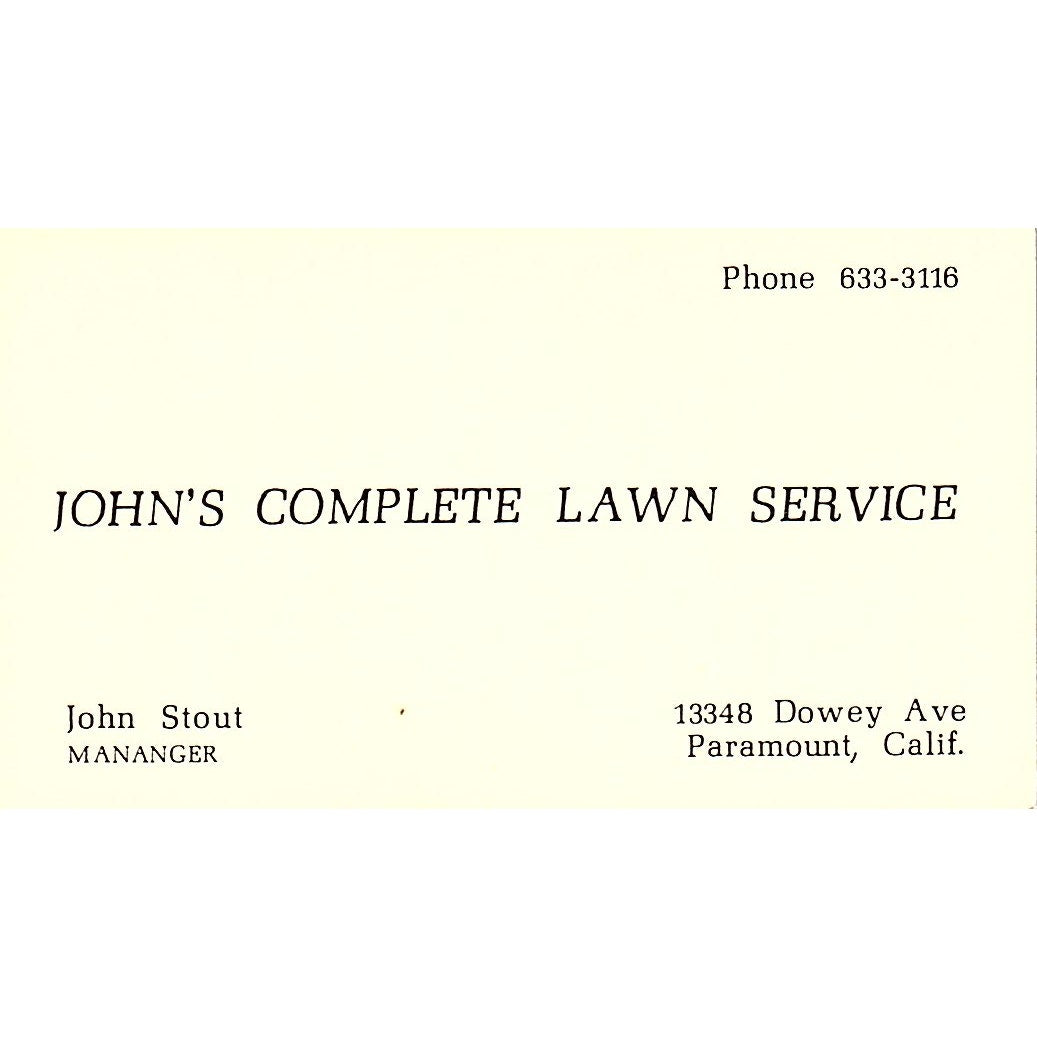 Phone 633-3116
JOHN'S COMPLETE LAWN SERVICE
John Stout
MANANGER
13348 Dowey Ave
Paramount, Calif.